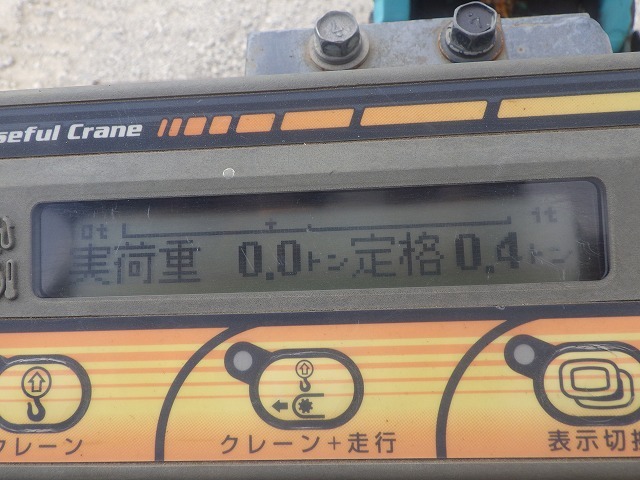 seful Crane
0t 1t
実荷重 0.0トン 定格 0.4トン
クレーン クレーン+走行 表示切換